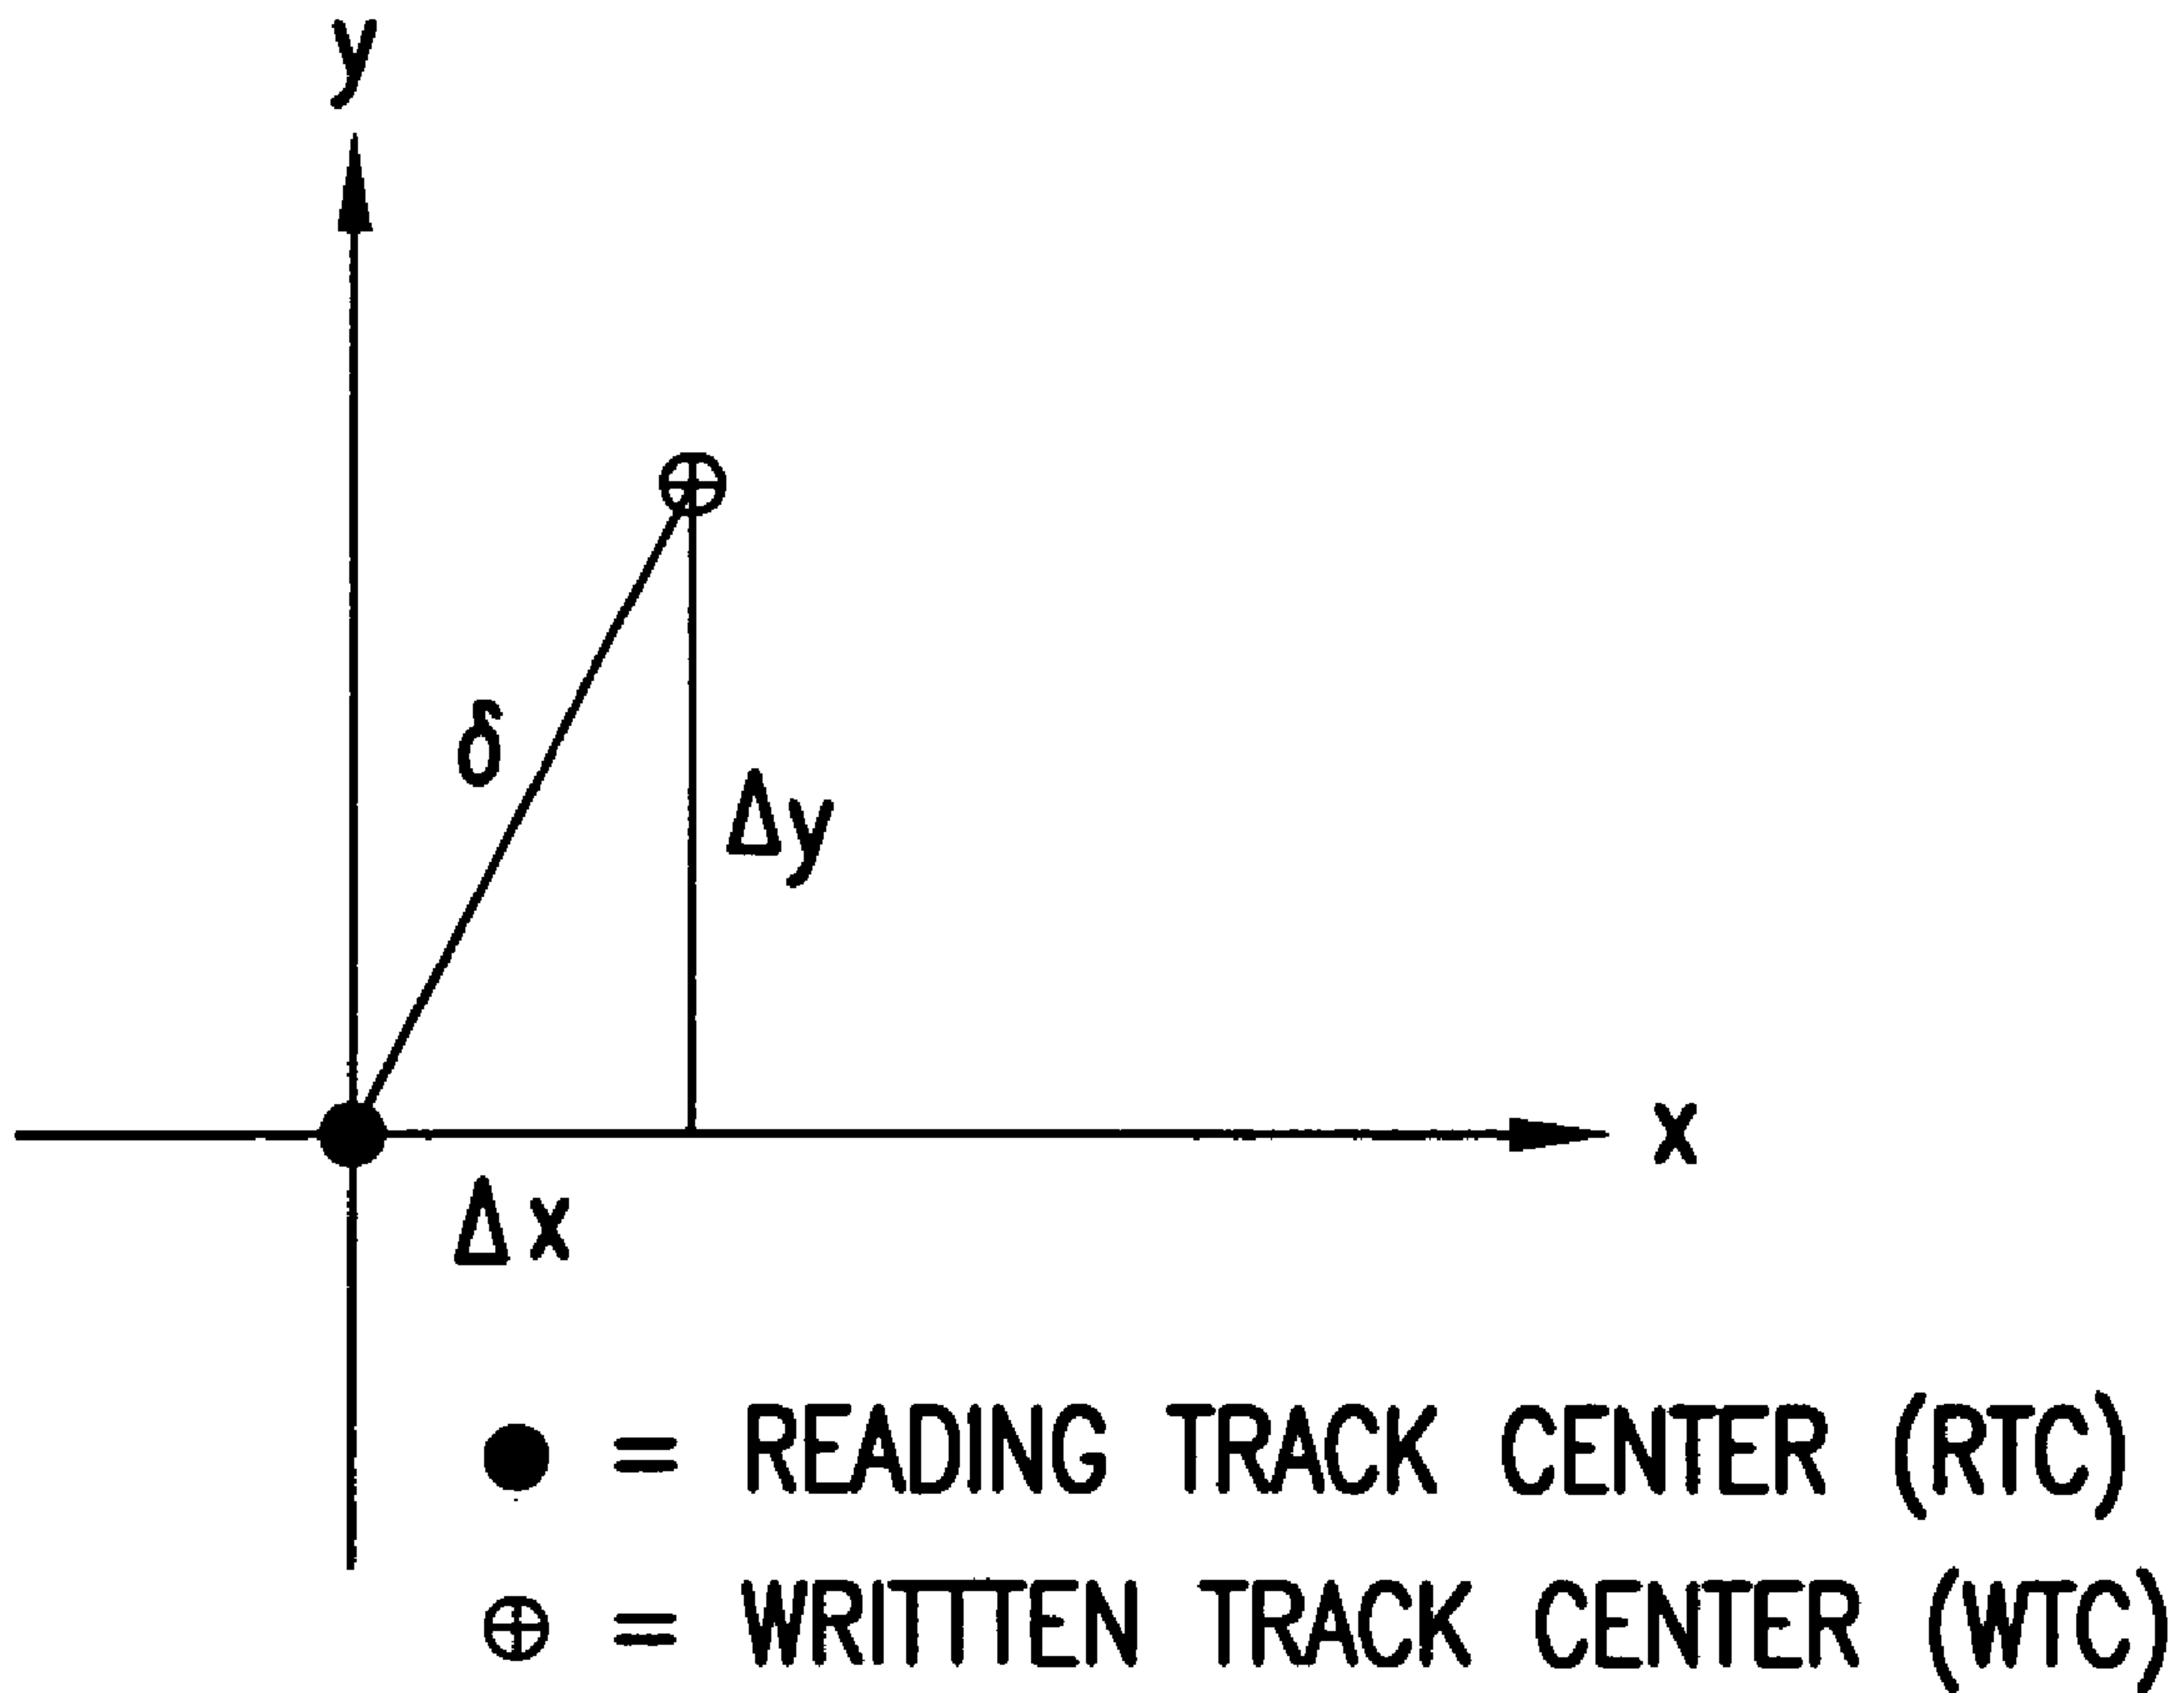 y
δ
Δy
x
Δx
= READING TRACK CENTER (RTC)
= WRITTTEN TRACK CENTER (WTC)